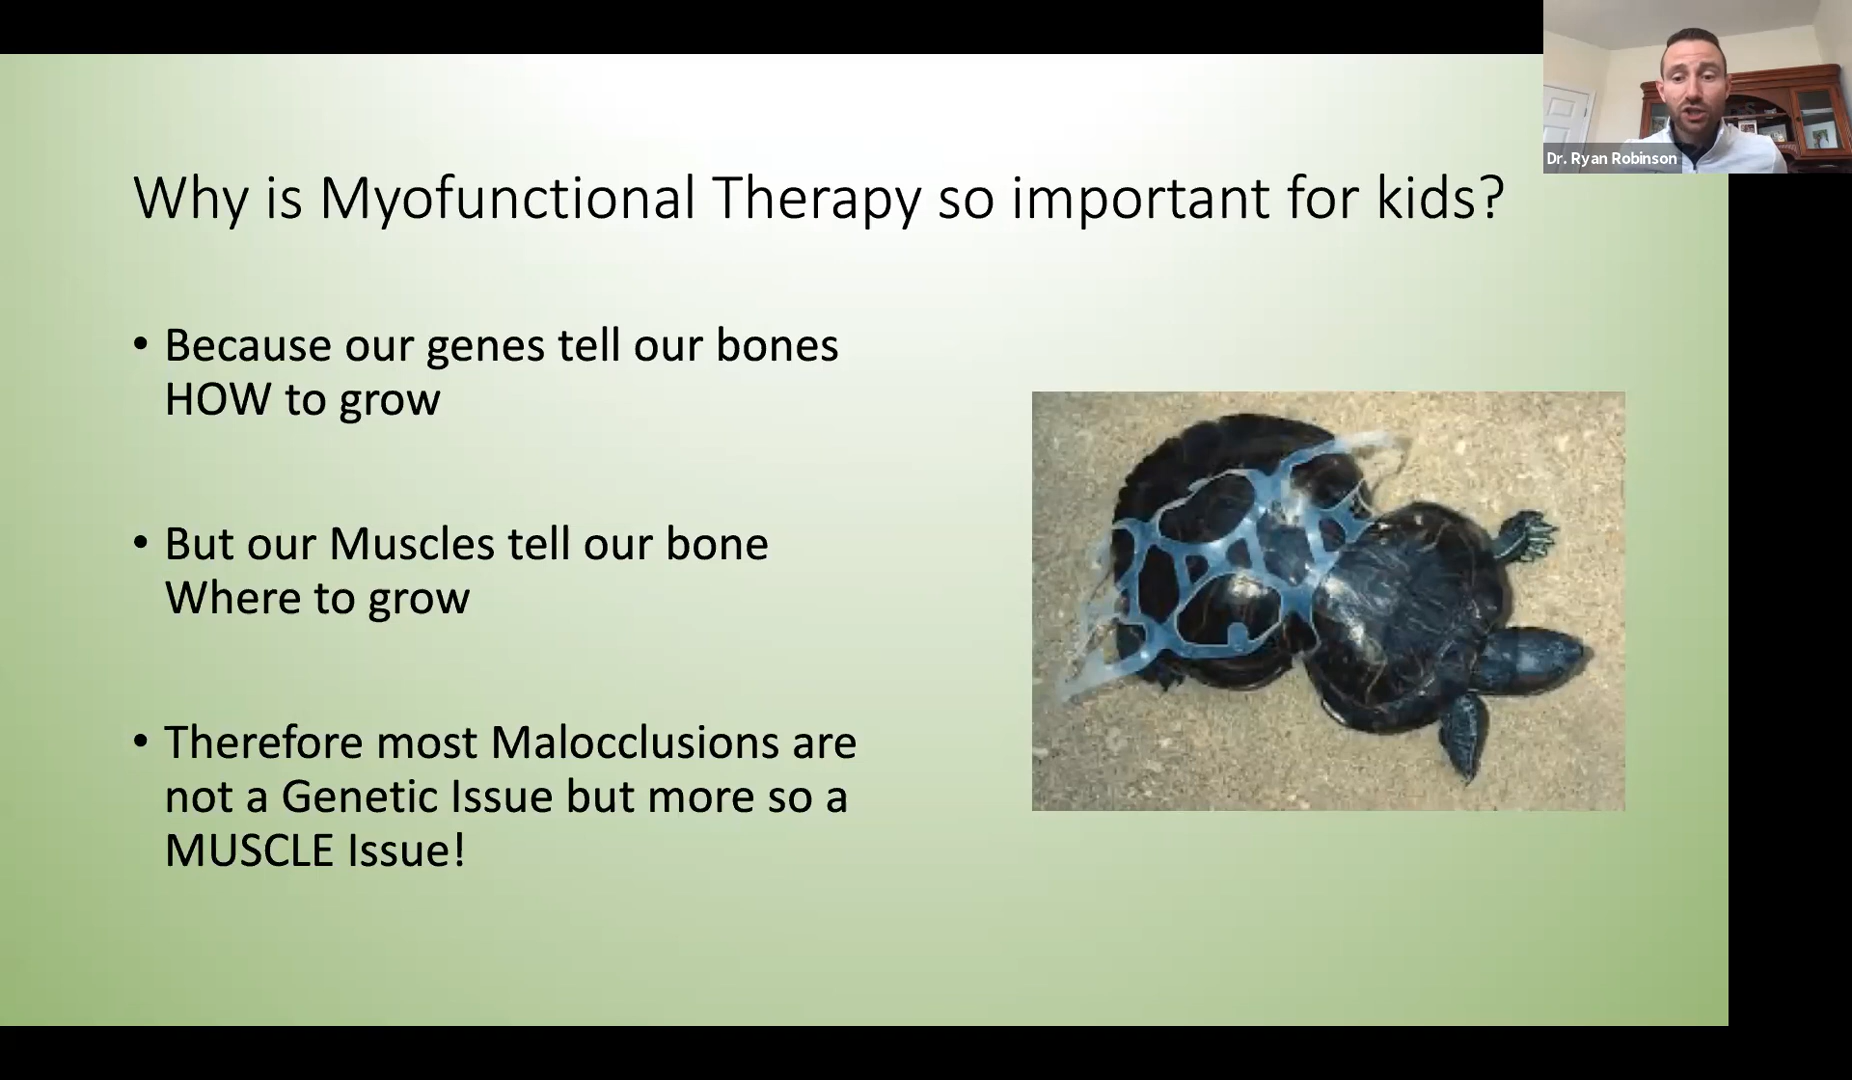 Dr. Ryan Robinson
Why is Myofunctional Therapy so important for kids?
• Because our genes tell our bones
HOW to grow
• But our Muscles tell our bone
Where to grow
• Therefore most Malocclusions are
not a Genetic Issue but more so a
MUSCLE Issue!